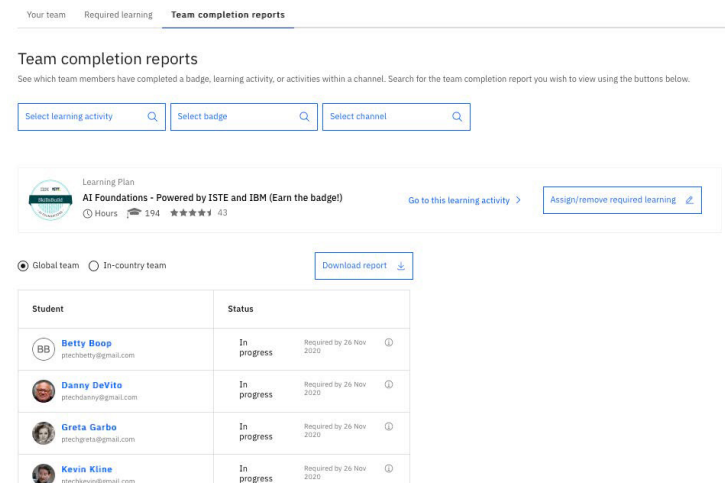 Your team Required learning Team completion reports
Team completion reports
See which team members have completed a badge, learning activity, or activities within a channel. Search for the team completion report you wish to view using the buttons below.
Select learning activity Select badge Select channel
Learning Plan
AI Foundations - Powered by ISTE and IBM (Earn the badge!)
Hours 194 43
Go to this learning activity
Assign/remove required learning
SkillsBuild
Global team In-country team
Download report
Student Status
BB
Betty Boop
ptechbetty@gmail.com
In
progress
Required by 26 Nov
2020
Danny DeVito
ptechdanny@gmail.com
In
progress
Required by 26 Nov
2020
Greta Garbo
ptechgreta@gmail.com
In
progress
Required by 26 Nov
2020
Kevin Kline
ptechkevin@gmail.com
In
progress
Required by 26 Nov
2020